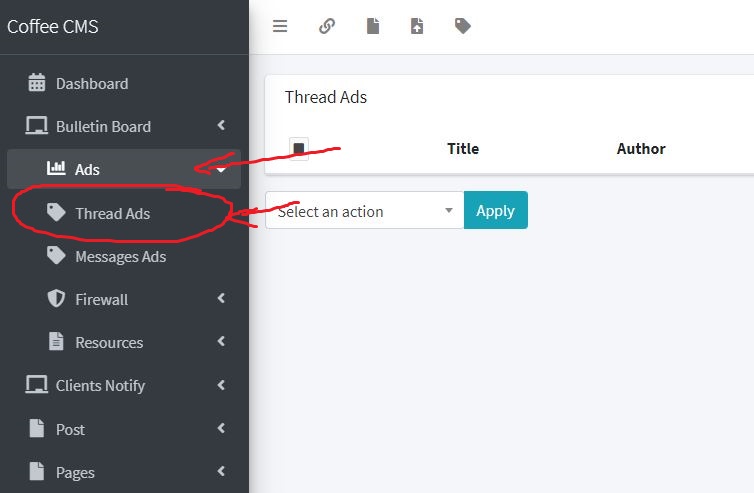 Coffee CMS
Dashboard
Bulletin Board
Ads
Thread Ads
Messages Ads
Firewall
Resources
Clients Notify
Post
Pages
Thread Ads
Title Author
Select an action Apply